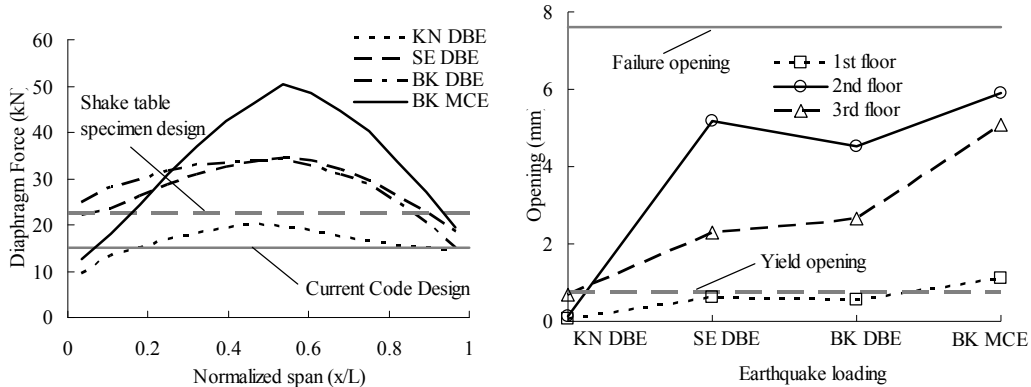 60
50
40
30
20
10
0
Diaphragm Force (kN)
KN DBE
SE DBE
BK DBE
BK MCE
Shake table
specimen design
Current Code Design
0 0.2 0.4 0.6 0.8 1
Normalized span (x/L)
8
6
4
2
0
Opening (mm)
Failure opening
1st floor
2nd floor
3rd floor
Yield opening
KN DBE SE DBE BK DBE BK MCE
Earthquake loading